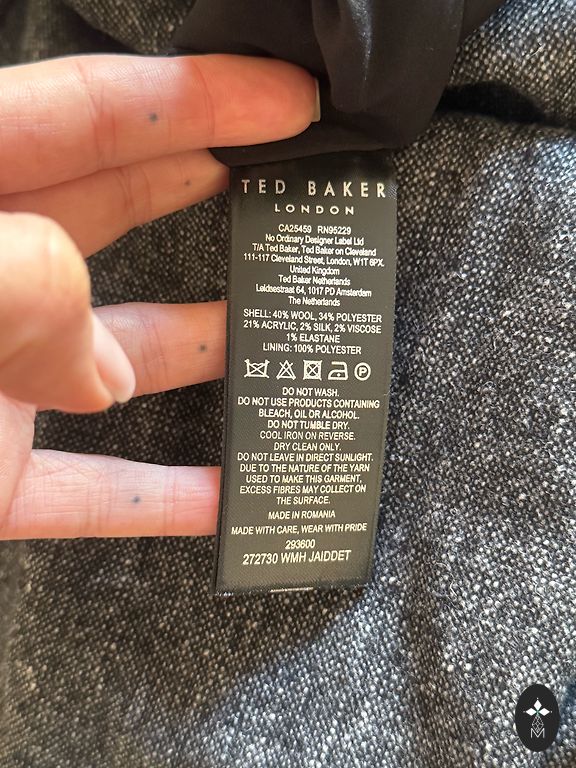 TED BAKER
LONDON
CA25459 RN95229
No Ordinary Designer Label Ltd
T/A Ted Baker, Ted Baker on Cleveland
111-117 Cleveland Street, London, W1T 6PX.
United Kingdom
Ted Baker Netherlands
Leidsestraat 64, 1017 PD Amsterdam
The Netherlands
SHELL: 40% WOOL, 34% POLYESTER
21% ACRYLIC, 2% SILK, 2% VISCOSE
1% ELASTANE
LINING: 100% POLYESTER
P
DO NOT WASH.
DO NOT USE PRODUCTS CONTAINING
BLEACH, OIL OR ALCOHOL.
DO NOT TUMBLE DRY.
COOL IRON ON REVERSE.
DRY CLEAN ONLY.
DO NOT LEAVE IN DIRECT SUNLIGHT.
DUE TO THE NATURE OF THE YARN
USED TO MAKE THIS GARMENT,
EXCESS FIBRES MAY COLLECT ON
THE SURFACE.
MADE IN ROMANIA
MADE WITH CARE, WEAR WITH PRIDE
293600
272730 WMH JAIDDET
M